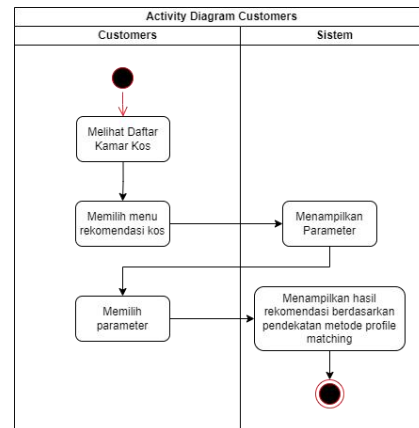 Activity Diagram Customers
Customers
Sistem
Melihat Daftar
Kamar Kos
Memilih menu
rekomendasi kos
Menampilkan
Parameter
Memilih
parameter
Menampilkan hasil
rekomendasi berdasarkan
pendekatan metode profile
matching